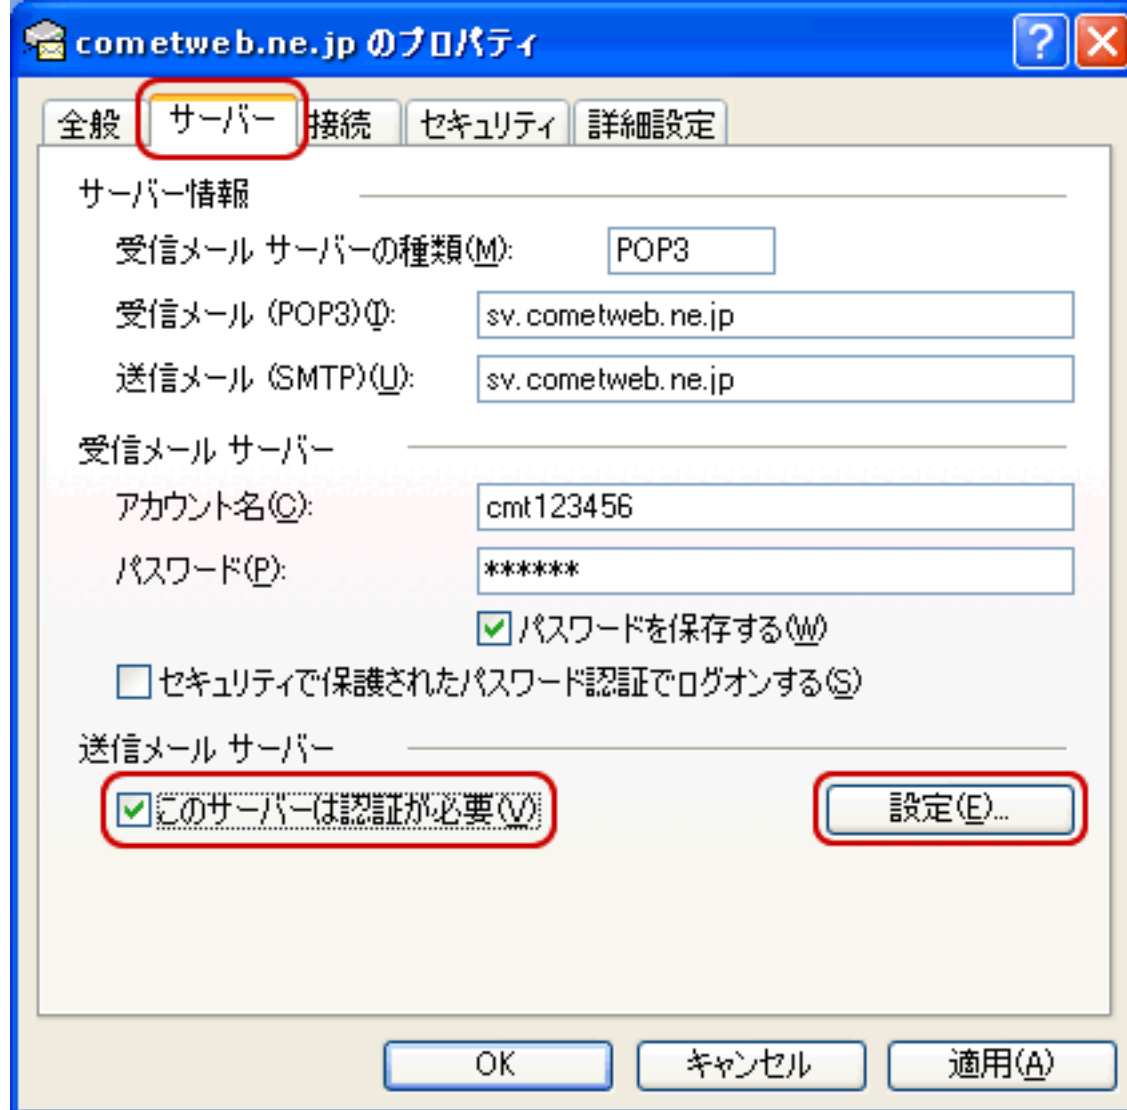 cometweb.ne.jp のプロパティ
全般 サーバー 接続 セキュリティ 詳細設定
サーバー情報
受信メール サーバーの種類(M): POP3
受信メール (POP3)(I): sv.cometweb.ne.jp
送信メール (SMTP)(U): sv.cometweb.ne.jp
受信メール サーバー
アカウント名(C): cmt123456
パスワード(P): ******
パスワードを保存する(W)
セキュリティで保護されたパスワード認証でログオンする(S)
送信メール サーバー
このサーバーは認証が必要(V) 設定(E)...
OK キャンセル 適用(A)